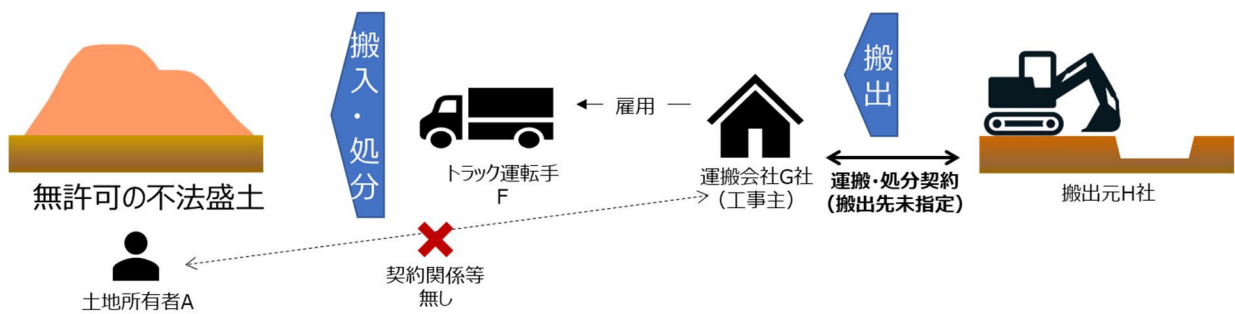 搬入・処分
搬出
雇用
トラック運転手
F
運搬会社G社
（工事主）
運搬・処分契約
（搬出先未指定）
搬出元H社
無許可の不法盛土
契約関係等
無し
土地所有者A